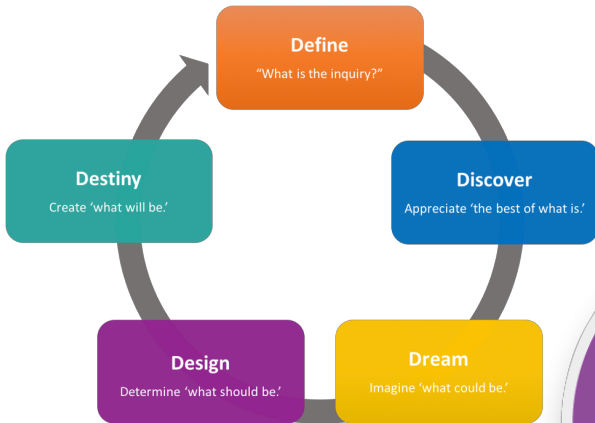 Define
“What is the inquiry?”
Discover
Appreciate ‘the best of what is.’
Dream
Imagine ‘what could be.’
Design
Determine ‘what should be.’
Destiny
Create ‘what will be.’